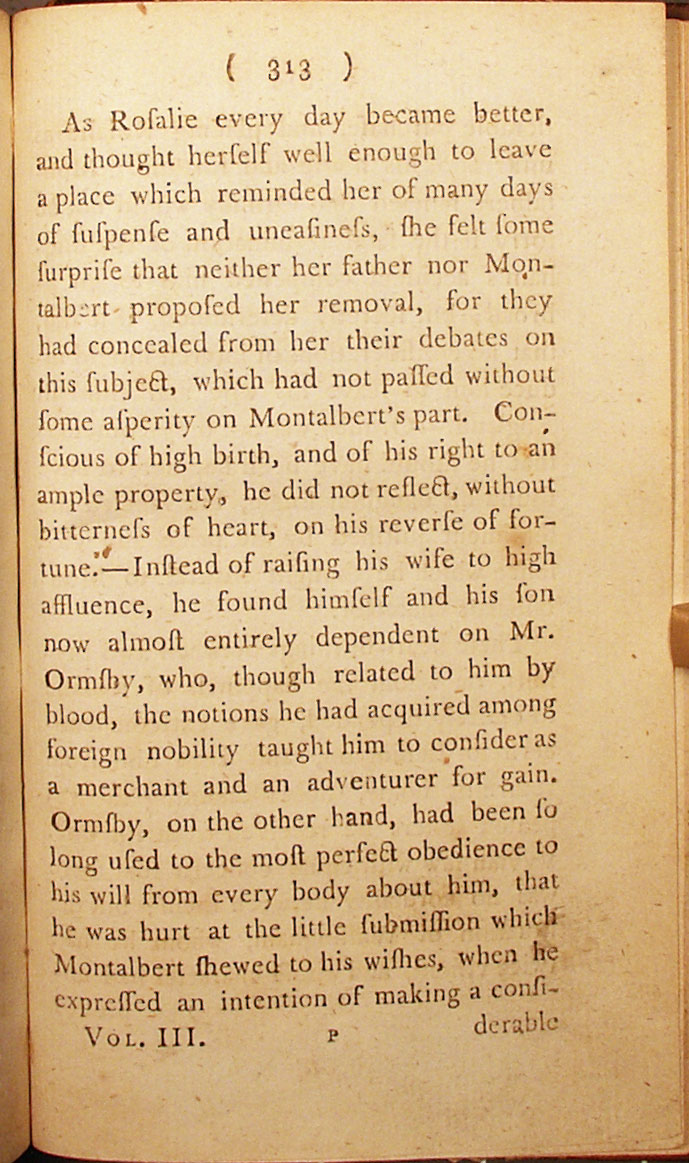 ( 313 )
As Roſalie every day became better,
and thought herſelf well enough to leave
a place which reminded her of many days
of ſuſpenſe and uneaſineſs, ſhe felt ſome
ſurpriſe that neither her father nor Mon-
talbert propoſed her removal, for they
had concealed from her their debates on
this ſubject, which had not paſſed without
ſome aſperity on Montalbert's part. Con-
ſcious of high birth, and of his right to an
ample property, he did not reflect, without
bitterneſs of heart, on his reverſe of for-
tune.—Inſtead of raiſing his wife to high
affluence, he found himſelf and his ſon
now almoſt entirely dependent on Mr.
Ormſby, who, though related to him by
blood, the notions he had acquired among
foreign nobility taught him to conſider as
a merchant and an adventurer for gain.
Ormſby, on the other hand, had been ſo
long uſed to the moſt perfect obedience to
his will from every body about him, that
he was hurt at the little ſubmiſſion which
Montalbert ſhewed to his wiſhes, when he
expreſſed an intention of making a conſi-
VOL. III. P derable